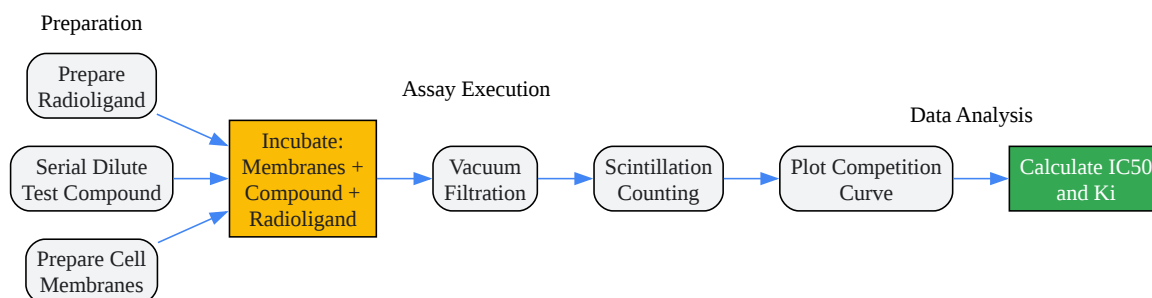 Preparation
Prepare
Radioligand
Serial Dilute
Test Compound
Prepare Cell
Membranes
Assay Execution
Incubate:
Membranes +
Compound +
Radioligand
Vacuum
Filtration
Scintillation
Counting
Data Analysis
Plot Competition
Curve
Calculate IC50
and Ki